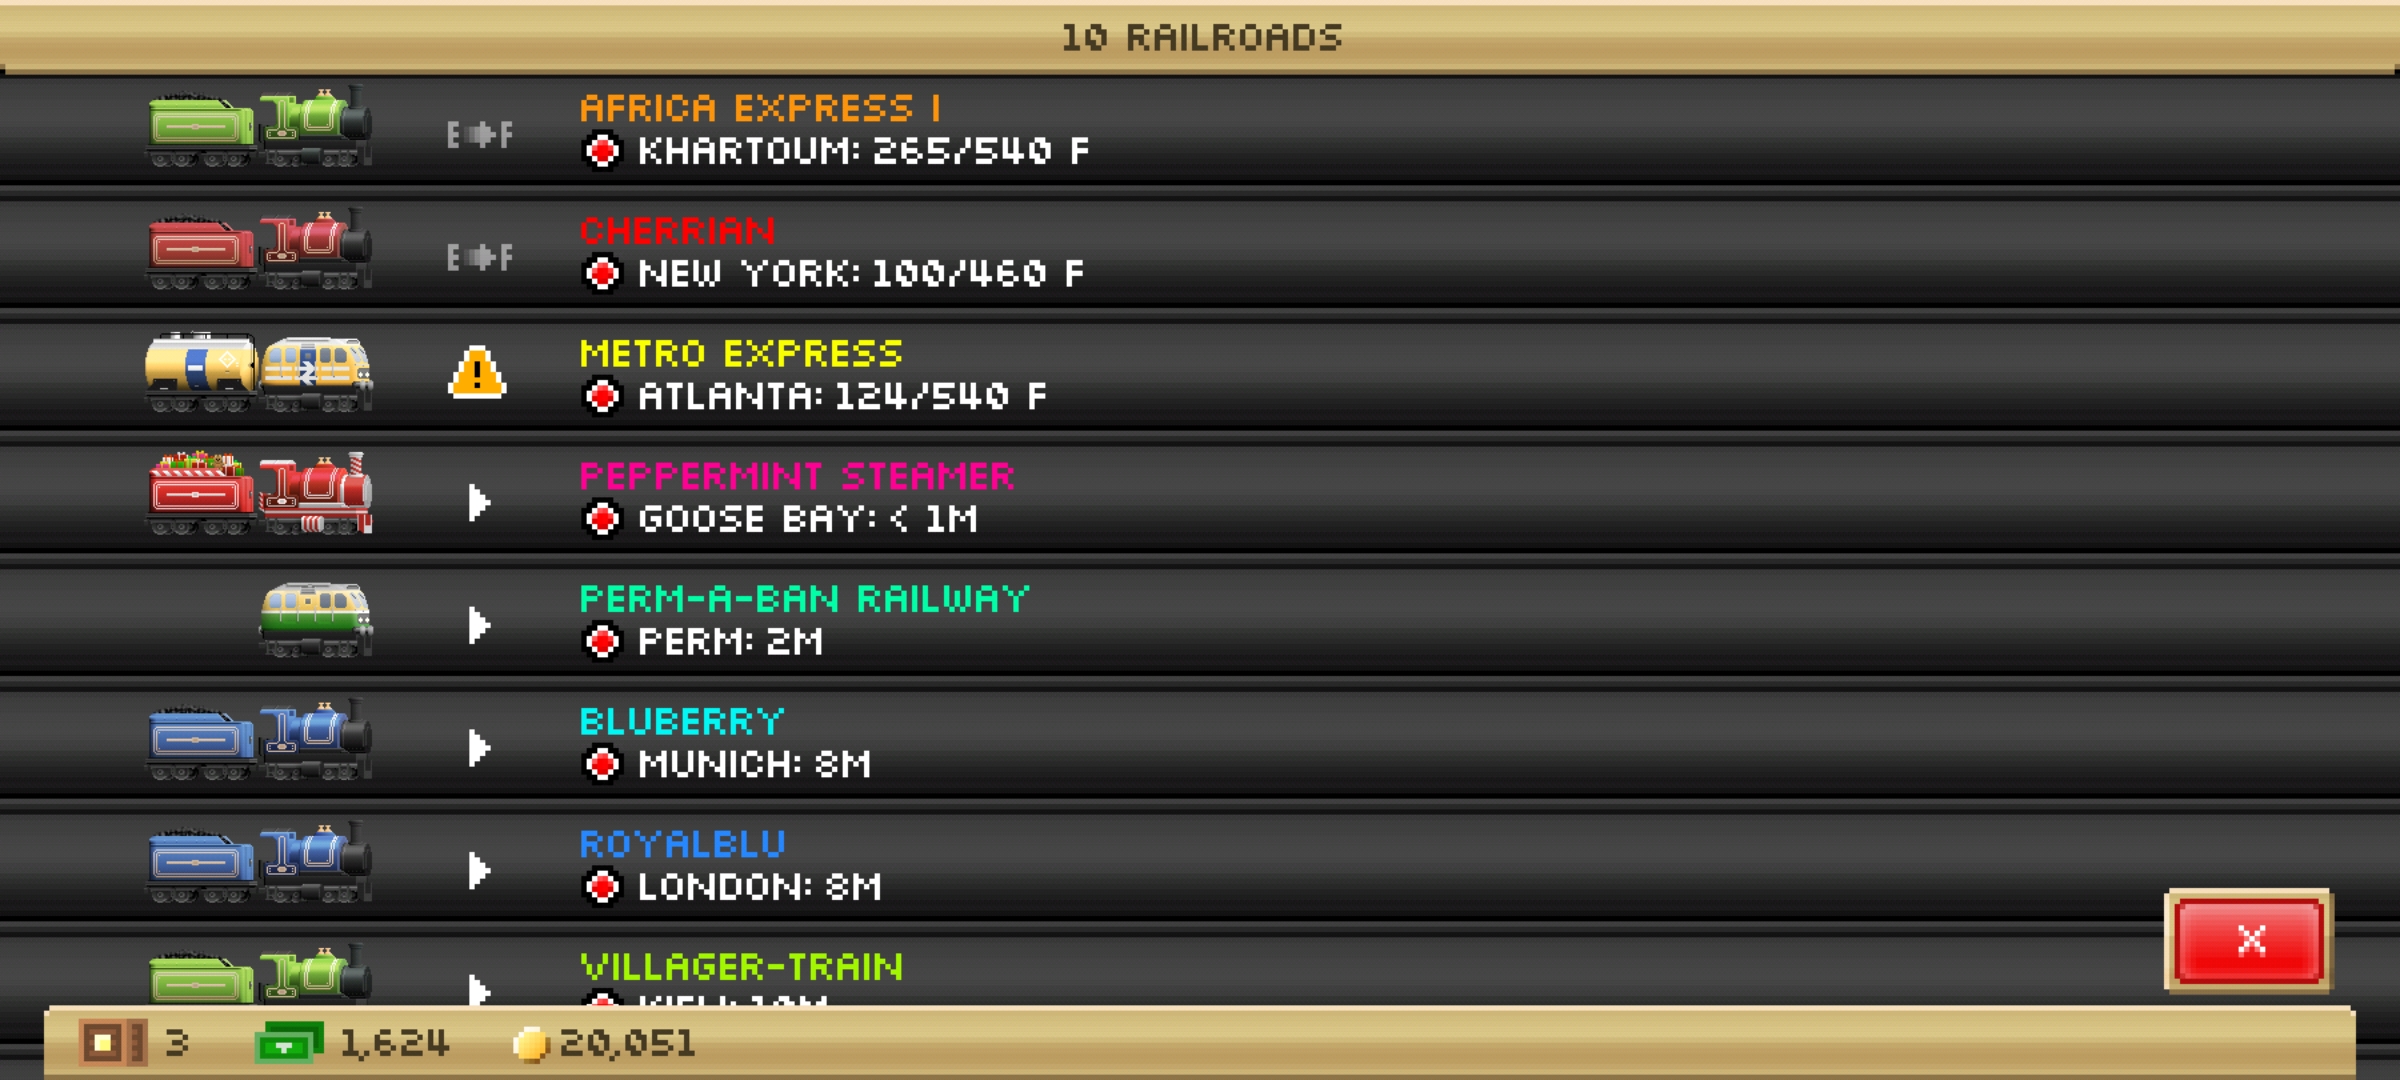 10 RAILROADS
AFRICA EXPRESS I
E F
KHARTOUM: 265/540 F
CHERRIAN
E F
NEW YORK: 100/460 F
METRO EXPRESS
ATLANTA: 124/540 F
PEPPERMINT STEAMER
GOOSE BAY: < 1M
PERM-A-BAN RAILWAY
PERM: 2M
BLUBERRY
MUNICH: 8M
ROYALBLU
LONDON: 8M
VILLAGER-TRAIN
X
3 1,624 20,051